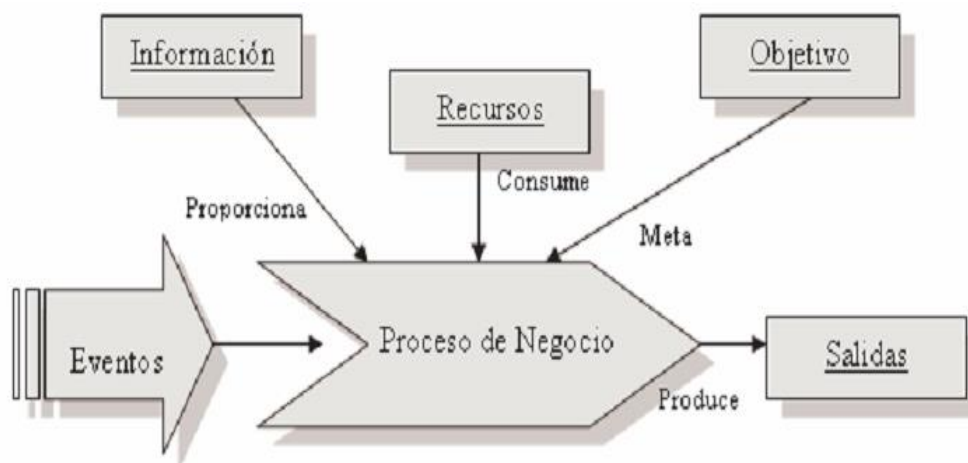 Información
Objetivo
Recursos
Consume
Proporciona
Meta
Eventos
Proceso de Negocio
Salidas
Produce